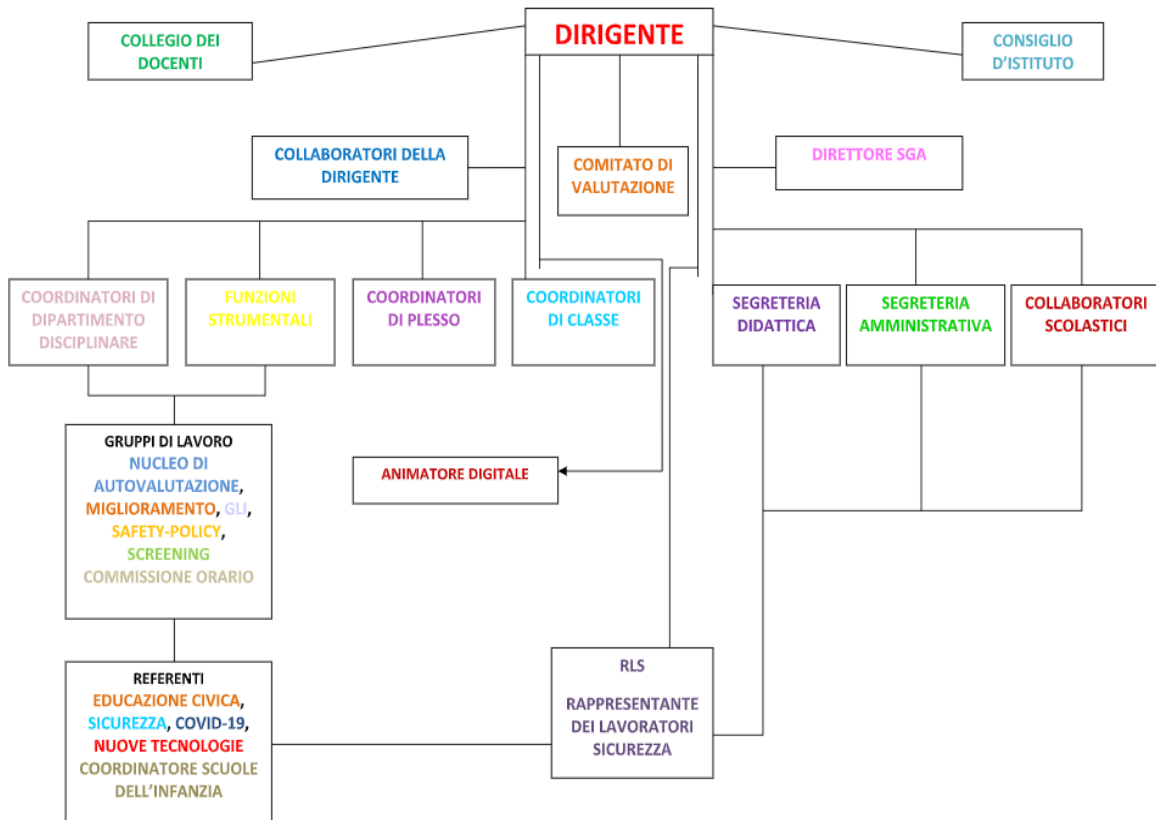 DIRIGENTE
COLLEGIO DEI
DOCENTI
CONSIGLIO
D'ISTITUTO
COLLABORATORI DELLA
DIRIGENTE
COMITATO DI
VALUTAZIONE
DIRETTORE SGA
COORDINATORI DI
DIPARTIMENTO
DISCIPLINARE
FUNZIONI
STRUMENTALI
COORDINATORI
DI PLESSO
COORDINATORI
DI CLASSE
SEGRETERIA
DIDATTICA
SEGRETERIA
AMMINISTRATIVA
COLLABORATORI
SCOLASTICI
GRUPPI DI LAVORO
NUCLEO DI
AUTOVALUTAZIONE,
MIGLIORAMENTO, GLI,
SAFETY-POLICY,
SCREENING
COMMISSIONE ORARIO
ANIMATORE DIGITALE
REFERENTI
EDUCAZIONE CIVICA,
SICUREZZA, COVID-19,
NUOVE TECNOLOGIE
COORDINATORE SCUOLE
DELL'INFANZIA
RLS
RAPPRESENTANTE
DEI LAVORATORI
SICUREZZA